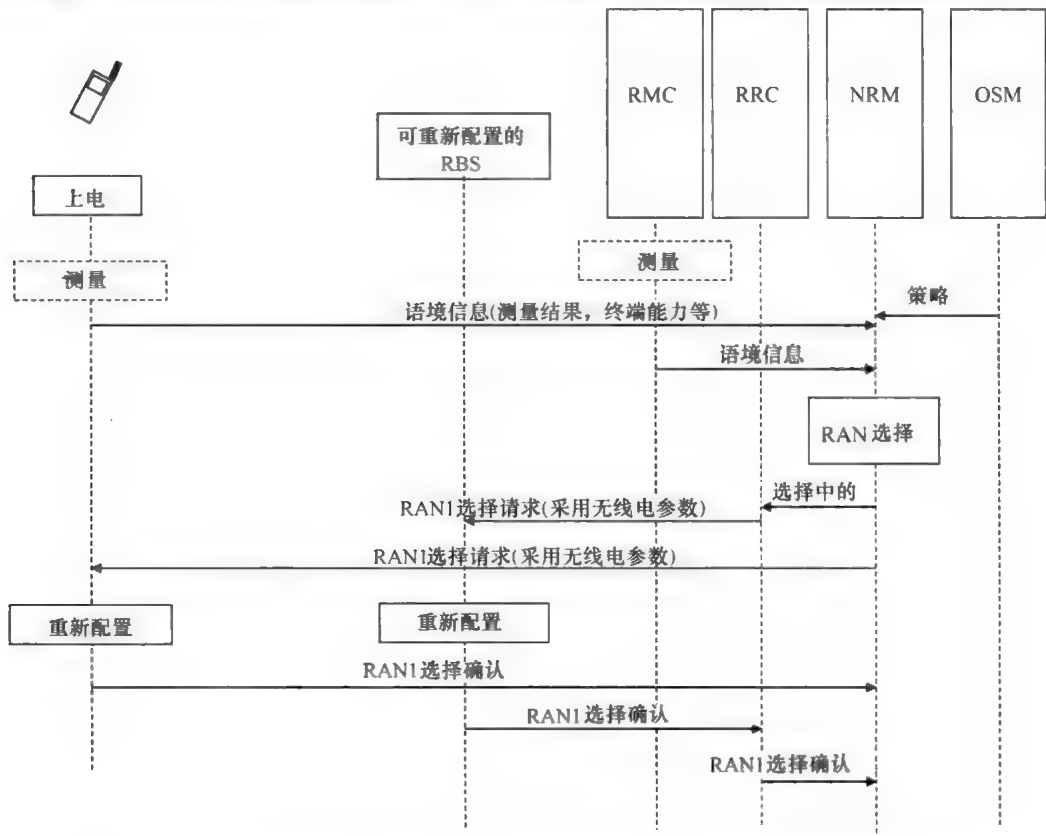 RMC
RRC
NRM
OSM
可重新配置的
RBS
上电
测量
测量
策略
语境信息(测量结果，终端能力等)
语境信息
RAN选择
选择中的
RAN1选择请求(采用无线电参数)
RAN1选择请求(采用无线电参数)
重新配置
重新配置
RAN1选择确认
RAN1选择确认
RAN1选择确认